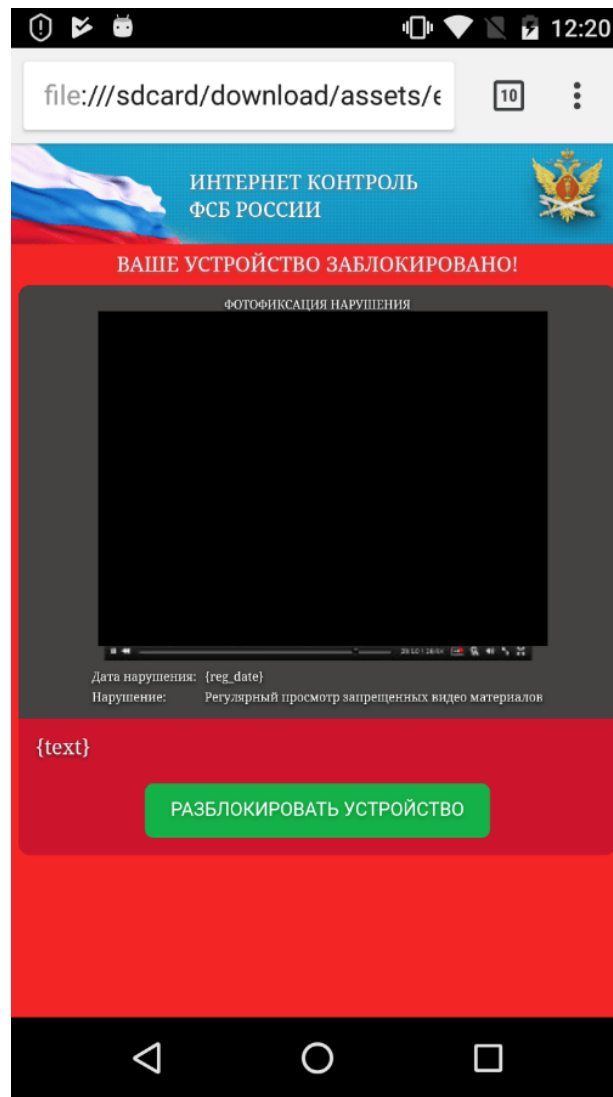 12:20
file:///sdcard/download/assets/e
10
ИНТЕРНЕТ КОНТРОЛЬ
ФСБ РОССИИ
ВАШЕ УСТРОЙСТВО ЗАБЛОКИРОВАНО!
ФОТОФИКСАЦИЯ НАРУШЕНИЯ
Дата нарушения: {reg_date}
Нарушение: Регулярный просмотр запрещенных видео материалов
{text}
РАЗБЛОКИРОВАТЬ УСТРОЙСТВО